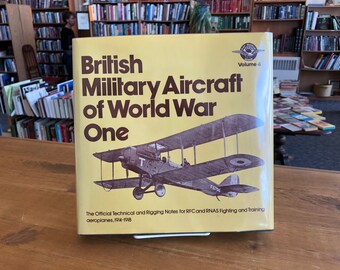 British
Military Aircraft
of World War
One
Volume 4
The Official Technical and Rigging Notes for RFC and RNAS Fighting and Training
aeroplanes, 1914-1918